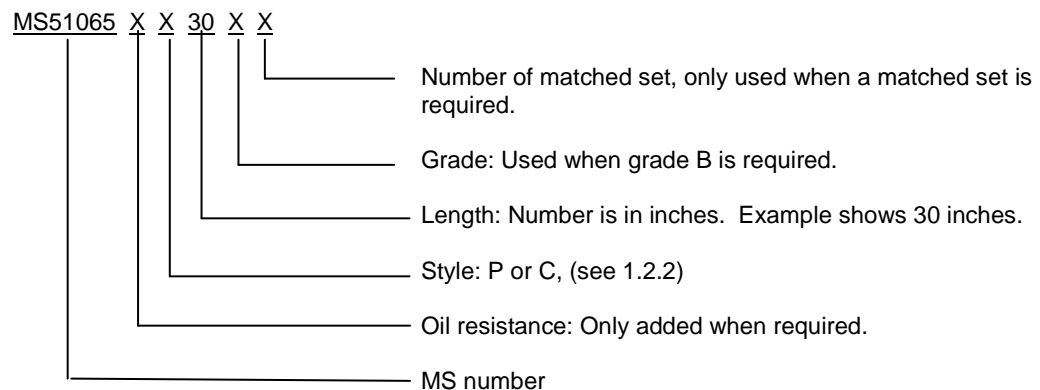 MS51065 X X 30 X X
Number of matched set, only used when a matched set is
required.
Grade: Used when grade B is required.
Length: Number is in inches. Example shows 30 inches.
Style: P or C, (see 1.2.2)
Oil resistance: Only added when required.
MS number